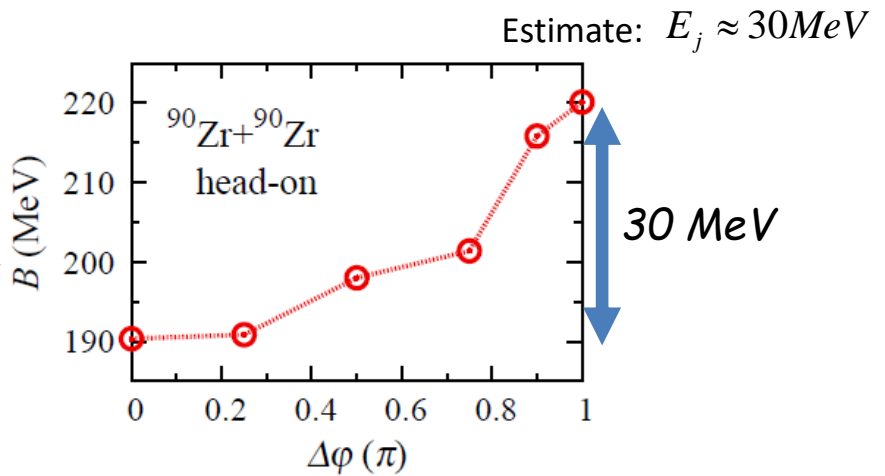 Estimate: E_j ≈ 30MeV
220
210
200
190
B (MeV)
⁹⁰Zr+⁹⁰Zr
head-on
30 MeV
0 0.2 0.4 0.6 0.8 1
Δφ (π)